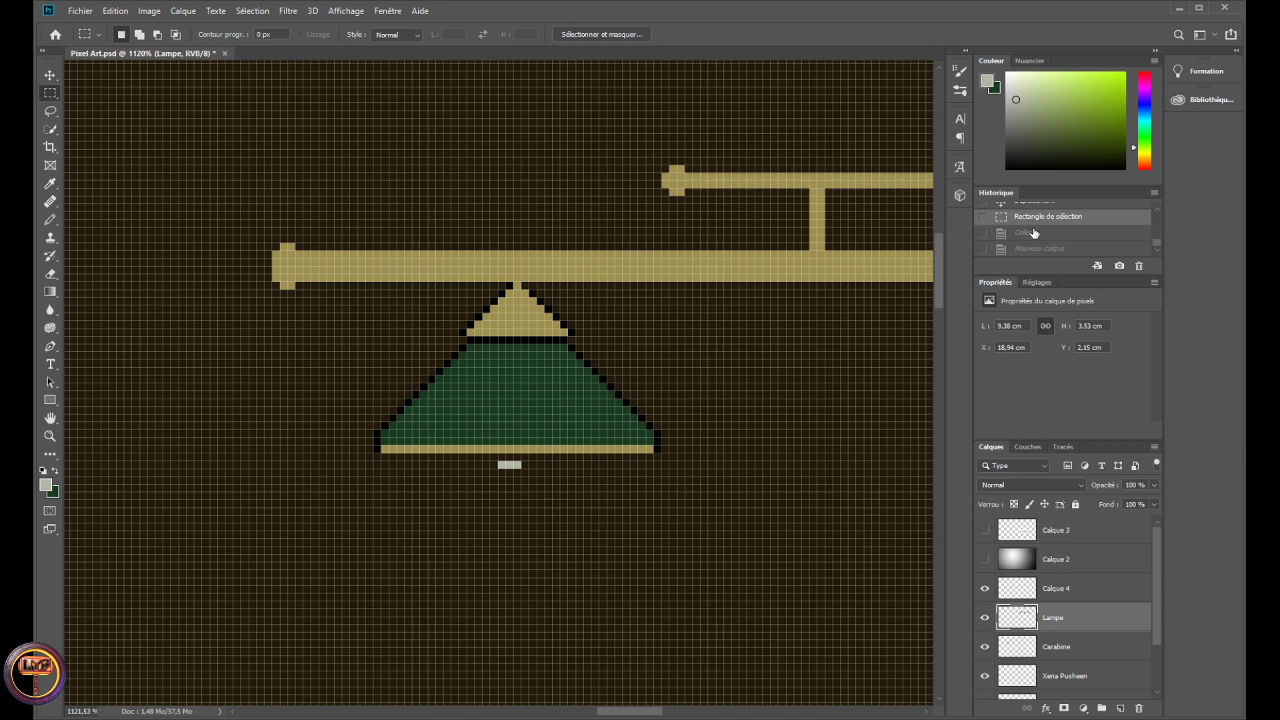 Fichier Edition Image Calque Texte Sélection Filtre 3D Affichage Fenêtre Aide
Contour progr. : 0 px Lissage Style : Normal L : H : Sélectionner et masquer...
Pixel Art.psd @ 1120% (Lampe, RVB/8) *
Couleur Nuancier
Formation
Bibliothèqu...
Historique
Rectangle de sélection
Nouveau calque
Propriétés Réglages
Propriétés du calque de pixels
L : 9,38 cm H : 3,53 cm
X : 18,94 cm Y : 2,15 cm
Calques Couches Tracés
Type
Normal Opacité : 100 %
Verrou : Fond : 100 %
Calque 3
Calque 2
Calque 4
Lampe
Carabine
Xena Pusheen
1121,53 % Doc : 1,48 Mo/57,5 Mo